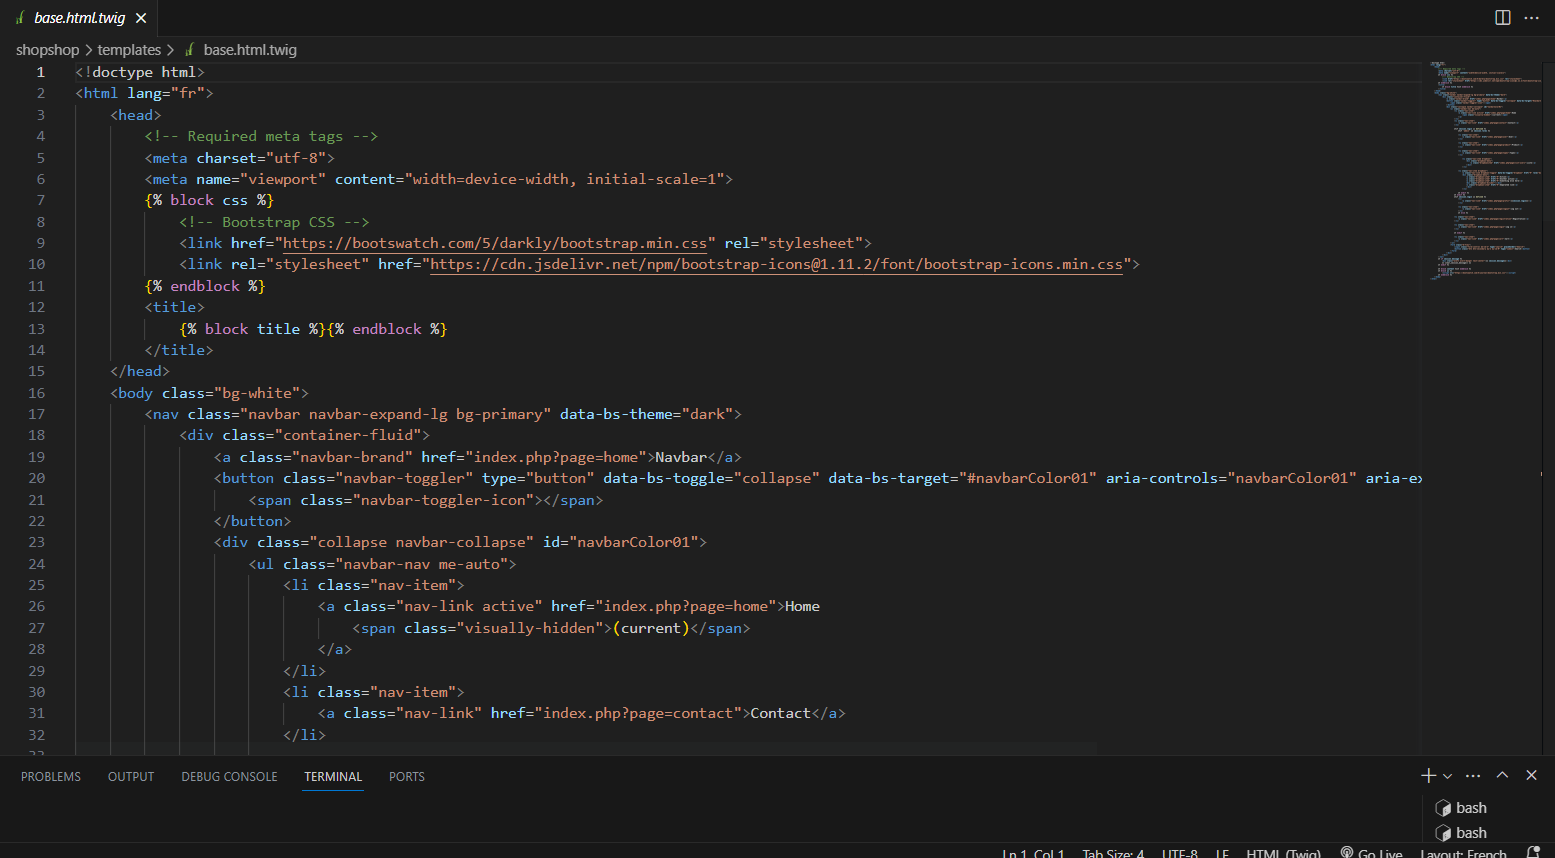 base.html.twig
shopshop > templates > base.html.twig
1 <!doctype html>
2 <html lang="fr">
3 <head>
4 <!-- Required meta tags -->
5 <meta charset="utf-8">
6 <meta name="viewport" content="width=device-width, initial-scale=1">
7 {% block css %}
8 <!-- Bootstrap CSS -->
9 <link href="https://bootswatch.com/5/darkly/bootstrap.min.css" rel="stylesheet">
10 <link rel="stylesheet" href="https://cdn.jsdelivr.net/npm/bootstrap-icons@1.11.2/font/bootstrap-icons.min.css">
11 {% endblock %}
12 <title>
13 {% block title %}{% endblock %}
14 </title>
15 </head>
16 <body class="bg-white">
17 <nav class="navbar navbar-expand-lg bg-primary" data-bs-theme="dark">
18 <div class="container-fluid">
19 <a class="navbar-brand" href="index.php?page=home">Navbar</a>
20 <button class="navbar-toggler" type="button" data-bs-toggle="collapse" data-bs-target="#navbarColor01" aria-controls="navbarColor01" aria-ex
21 <span class="navbar-toggler-icon"></span>
22 </button>
23 <div class="collapse navbar-collapse" id="navbarColor01">
24 <ul class="navbar-nav me-auto">
25 <li class="nav-item">
26 <a class="nav-link active" href="index.php?page=home">Home
27 <span class="visually-hidden">(current)</span>
28 </a>
29 </li>
30 <li class="nav-item">
31 <a class="nav-link" href="index.php?page=contact">Contact</a>
32 </li>
33
PROBLEMS OUTPUT DEBUG CONSOLE TERMINAL PORTS
bash
bash
Ln 1, Col 1 Tab Size: 4 UTF-8 LF HTML (Twig) Go Live Layout: French